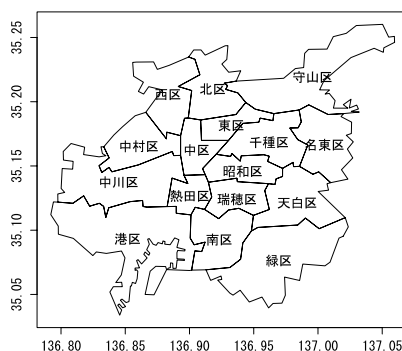 35.25
35.20
35.15
35.10
35.05
守山区
北区
西区
東区
千種区
名東区
中村区
中区
昭和区
中川区
熱田区
瑞穂区
天白区
港区
南区
緑区
136.80 136.85 136.90 136.95 137.00 137.05